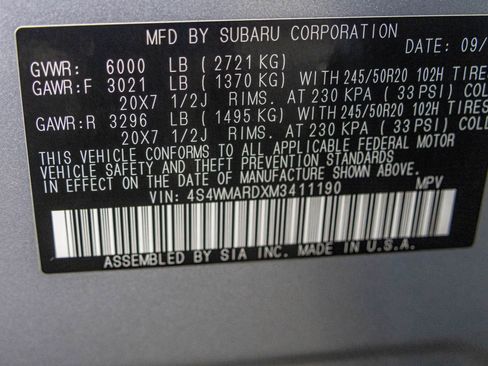 MFD BY SUBARU CORPORATION
DATE: 09/
GVWR: 6000 LB ( 2721 KG)
GAWR:F 3021 LB ( 1370 KG) WITH 245/50R20 102H TIRES
20X7 1/2J RIMS. AT 230 KPA ( 33 PSI) COL
GAWR:R 3296 LB ( 1495 KG) WITH 245/50R20 102H TIRES
20X7 1/2J RIMS. AT 230 KPA ( 33 PSI) COL
THIS VEHICLE CONFORMS TO ALL APPLICABLE FEDERAL MOTOR
VEHICLE SAFETY AND THEFT PREVENTION STANDARDS
IN EFFECT ON THE DATE OF MANUFACTURE SHOWN ABOVE.
VIN: 4S4WMARDXM3411190 MPV
ASSEMBLED BY SIA INC. MADE IN U.S.A.